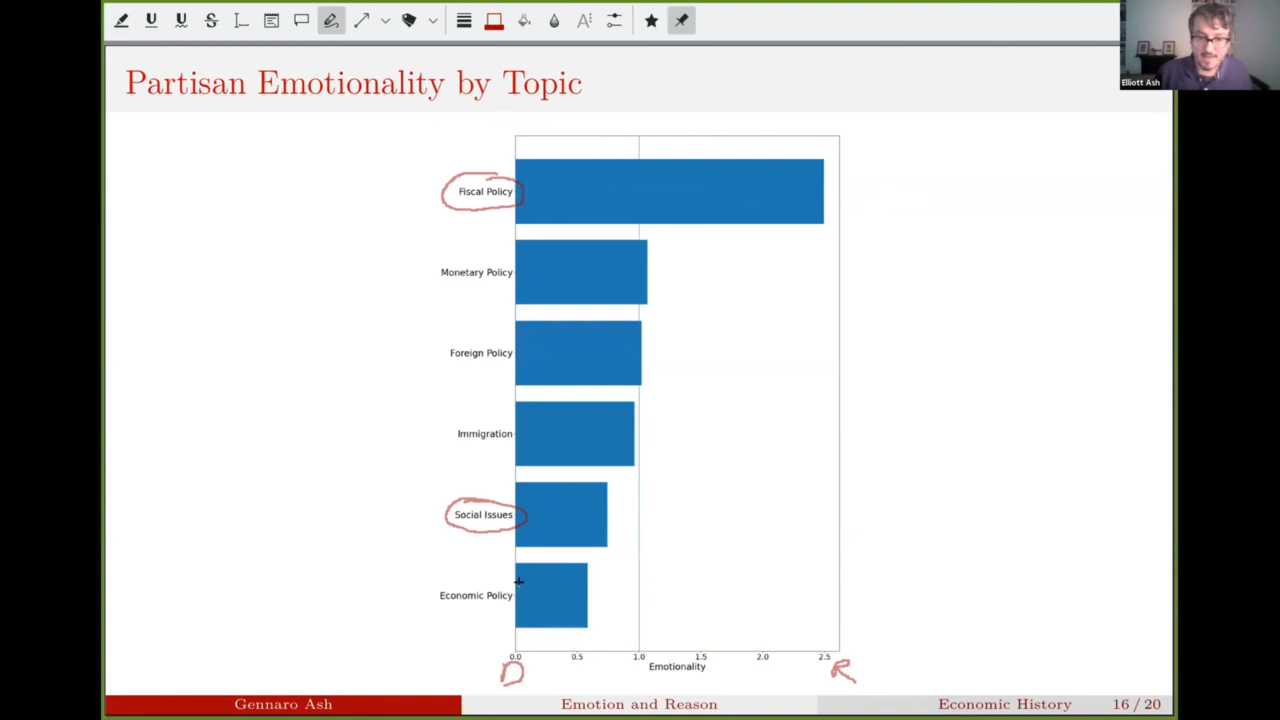 Elliott Ash
Partisan Emotionality by Topic
Fiscal Policy
Monetary Policy
Foreign Policy
Immigration
Social Issues
Economic Policy
0.0 0.5 1.0 1.5 2.0 2.5
Emotionality
D R
Gennaro Ash Emotion and Reason Economic History 16 / 20